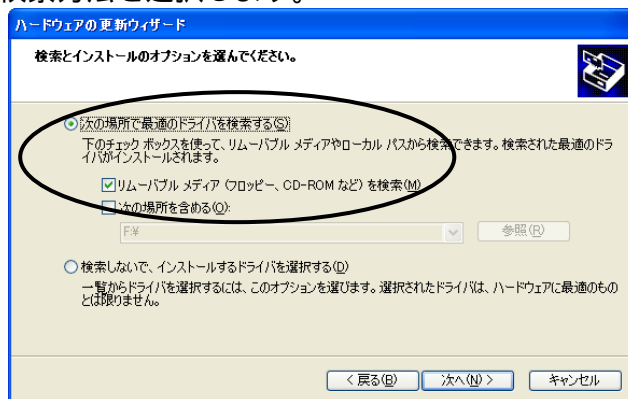 検索方法を選択します。
ハードウェアの更新ウィザード
検索とインストールのオプションを選んでください。
次の場所で最適のドライバを検索する(S)
下のチェック ボックスを使って、リムーバブル メディアやローカル パスから検索できます。検索された最適のドラ
イバがインストールされます。
リムーバブル メディア (フロッピー、CD-ROM など) を検索(M)
次の場所を含める(O):
F:¥
参照(R)
検索しないで、インストールするドライバを選択する(D)
一覧からドライバを選択するには、このオプションを選びます。選択されたドライバは、ハードウェアに最適のもの
とは限りません。
< 戻る(B)
次へ(N) >
キャンセル